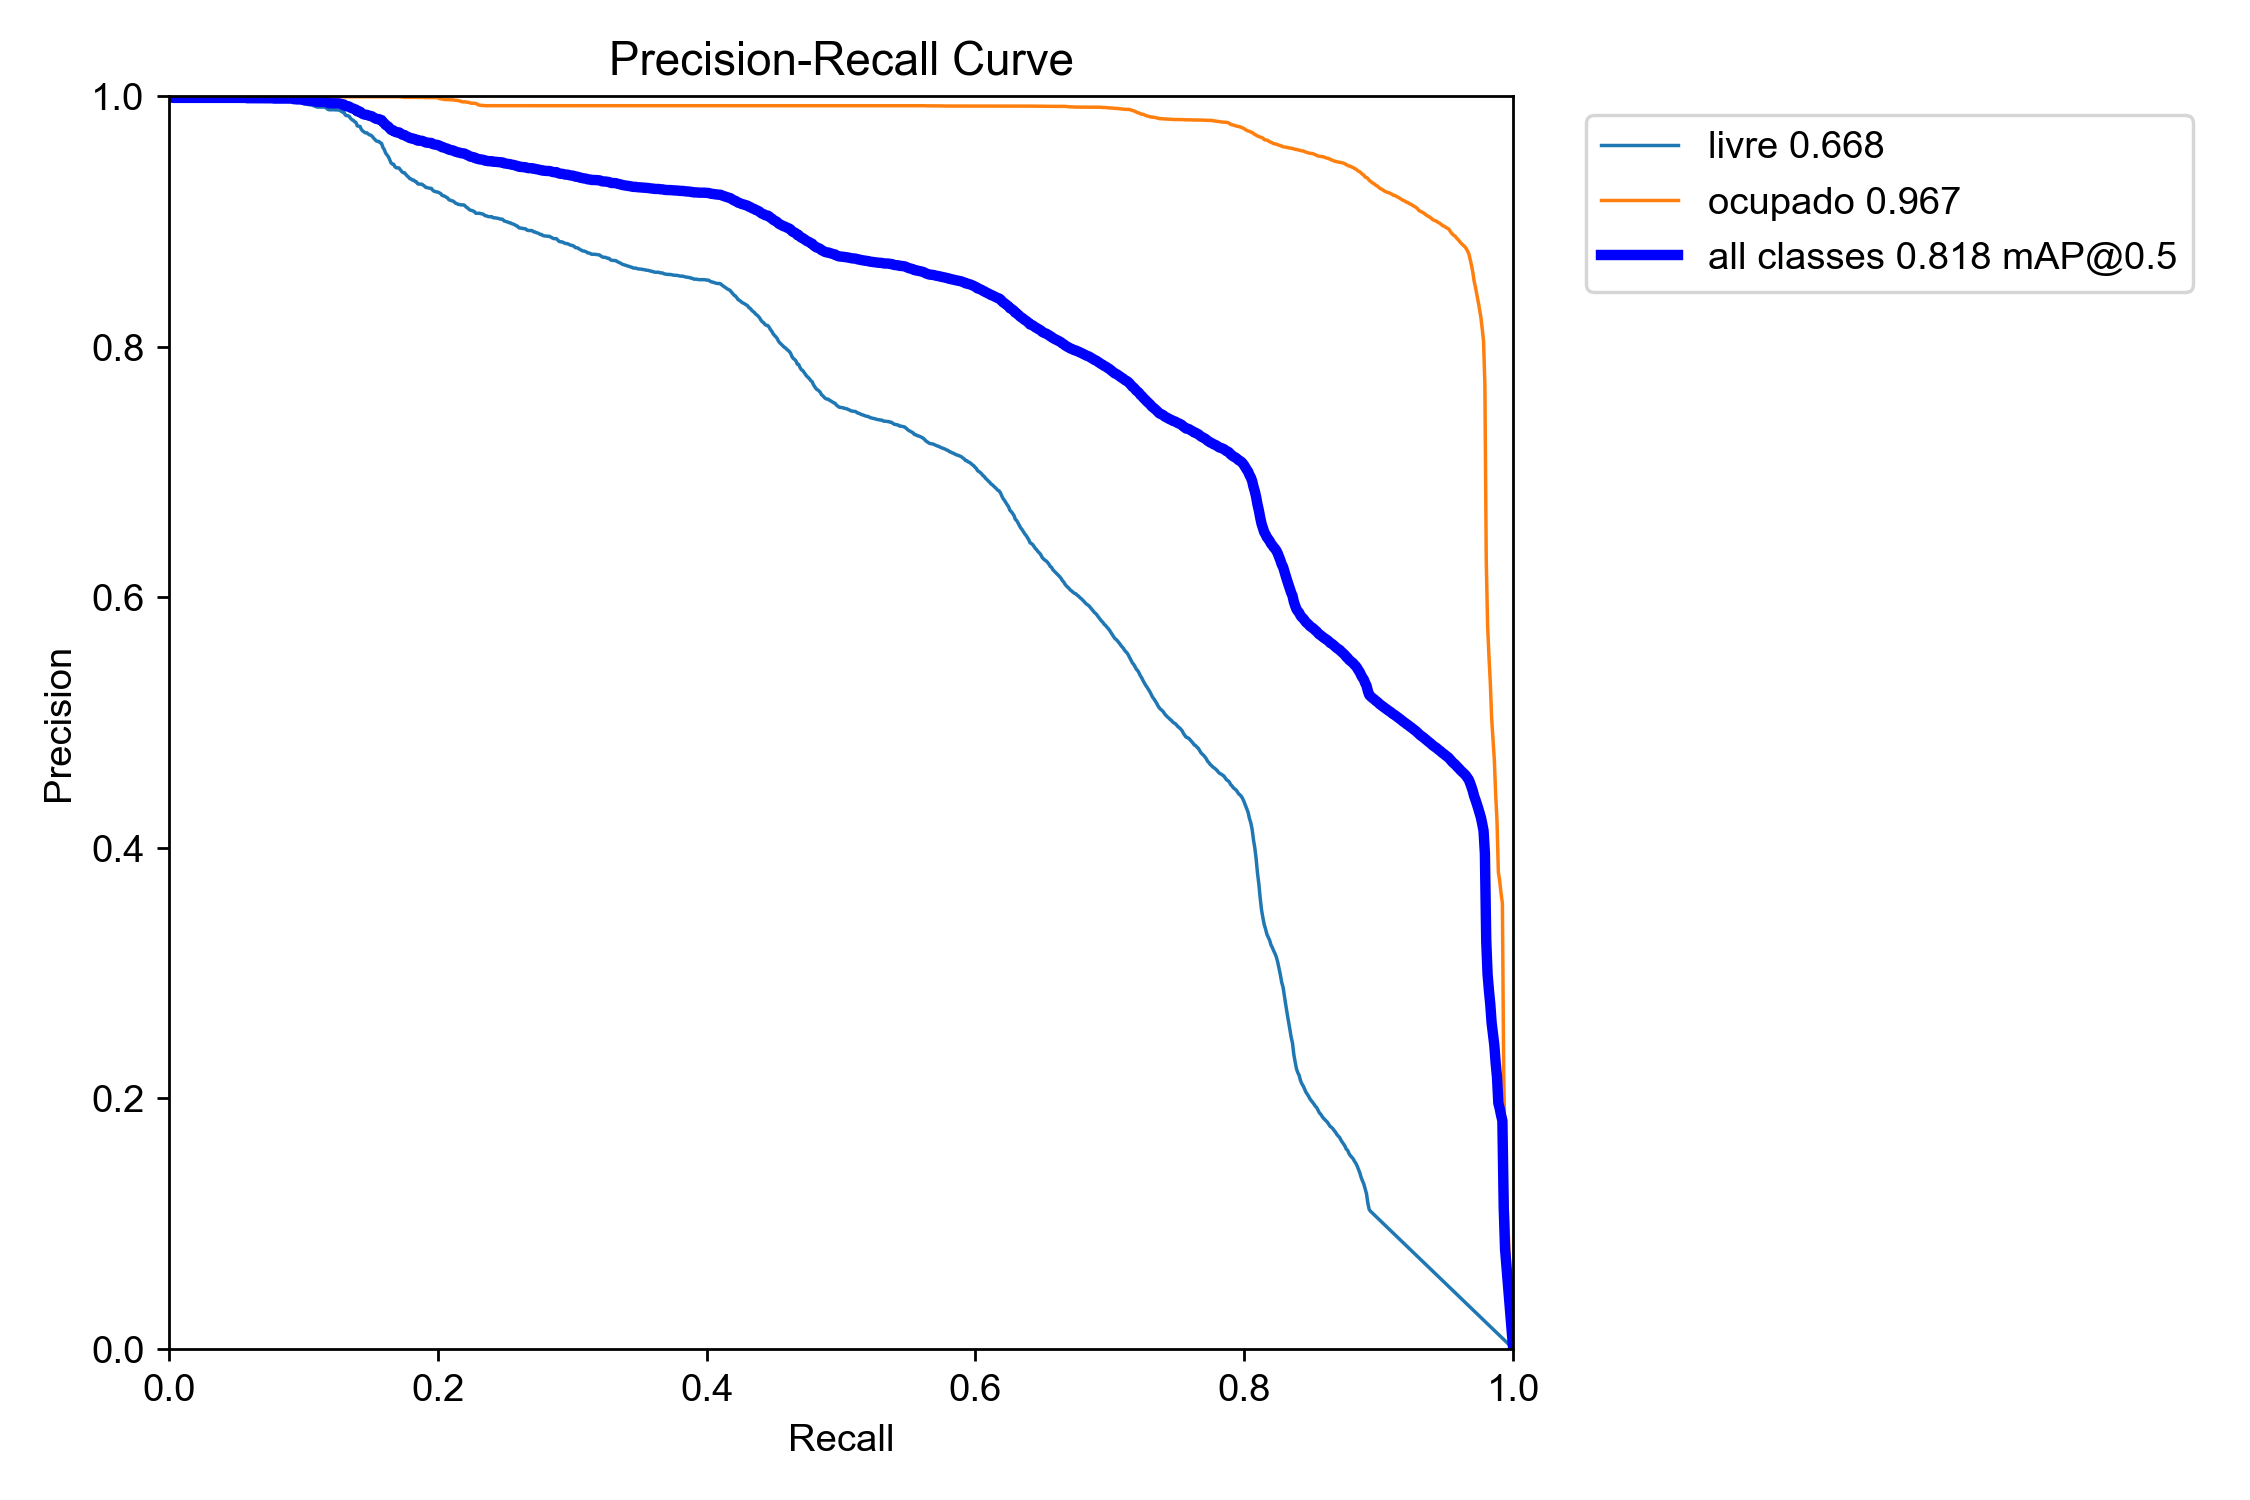 Precision-Recall Curve
livre 0.668
ocupado 0.967
all classes 0.818 mAP@0.5
Precision
1.0
0.8
0.6
0.4
0.2
0.0
0.0 0.2 0.4 0.6 0.8 1.0
Recall